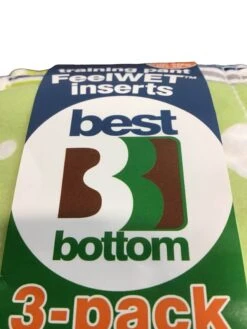 training pant
FeelWET™
inserts
best
bottom
3-pack